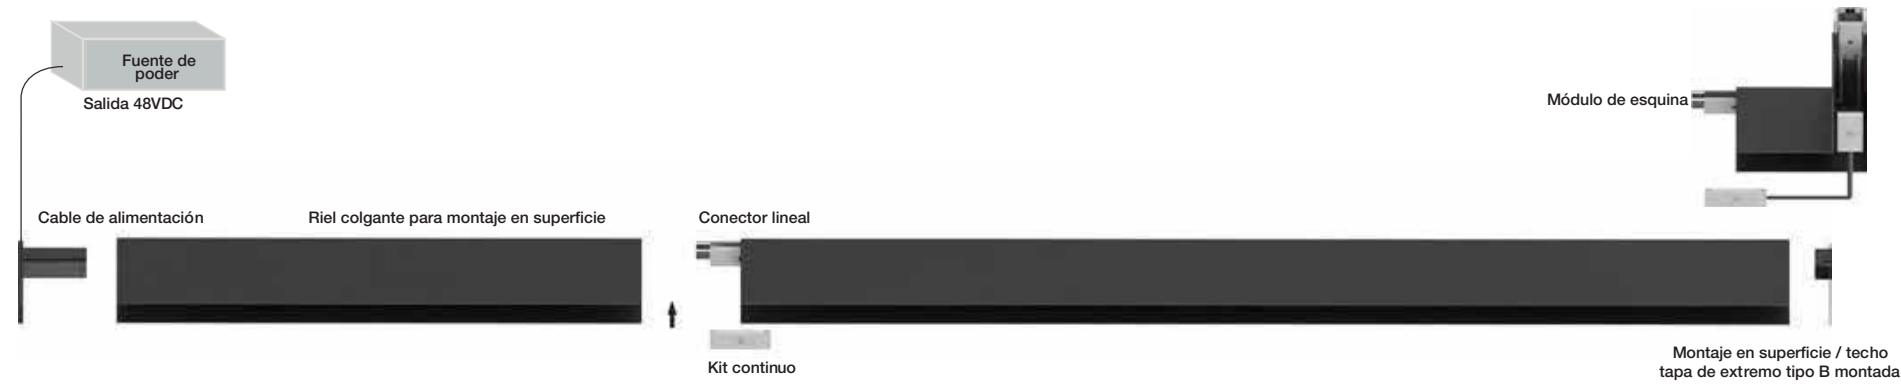 Fuente de
poder
Salida 48VDC
Módulo de esquina
Cable de alimentación
Riel colgante para montaje en superficie
Conector lineal
Kit continuo
Montaje en superficie / techo
tapa de extremo tipo B montada